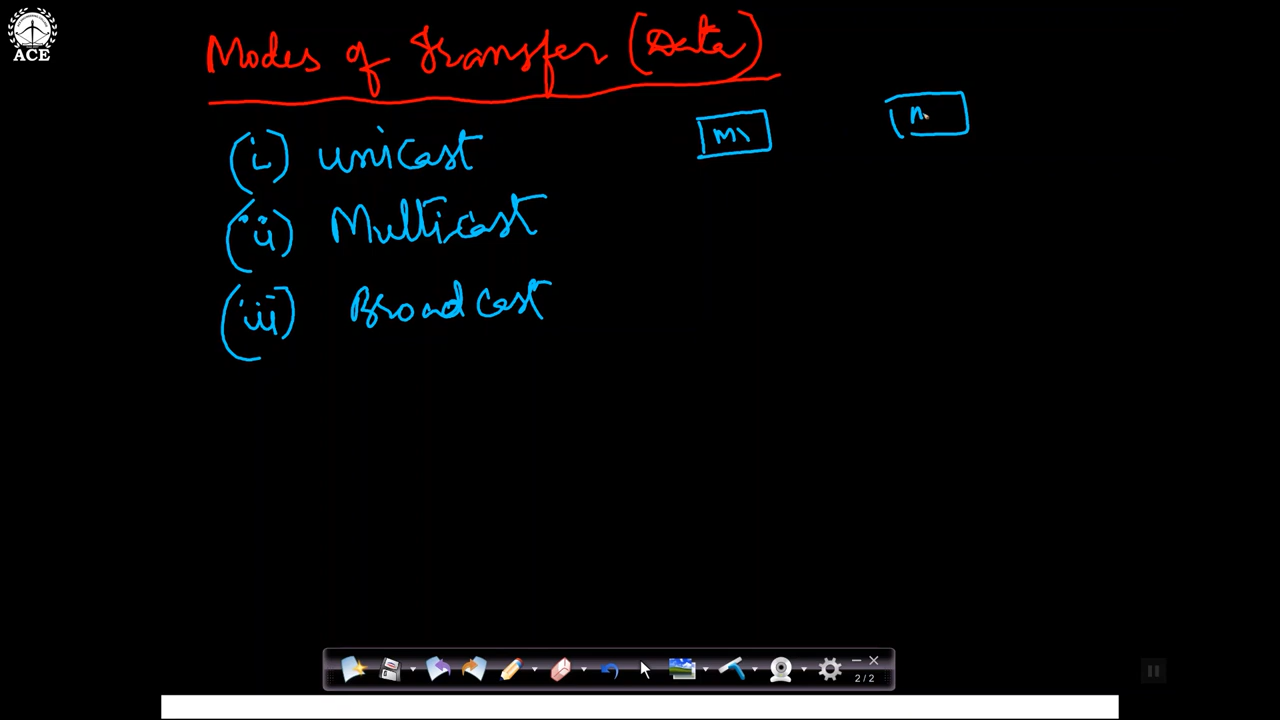 ACE
Modes of Transfer (Data)
(i) unicast
M1
(ii) Multicast
(iii) Broadcast
2/2